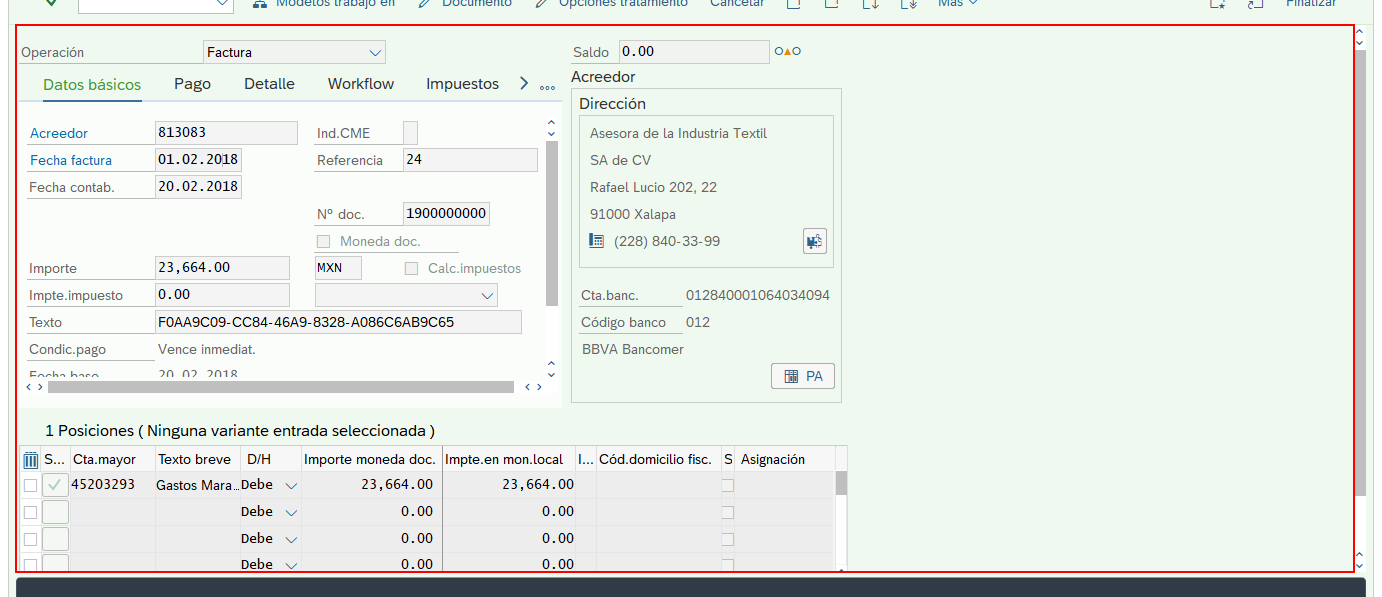 Modelos trabajo en Documento Opciones tratamiento Cancelar Más Finalizar
Operación Factura Saldo 0.00
Datos básicos Pago Detalle Workflow Impuestos
Acreedor
Dirección
Acreedor 813083 Ind.CME Asesora de la Industria Textil
Fecha factura 01.02.2018 Referencia 24 SA de CV
Fecha contab. 20.02.2018 Rafael Lucio 202, 22
Nº doc. 1900000000 91000 Xalapa
Moneda doc. (228) 840-33-99
Importe 23,664.00 MXN Calc.impuestos
Impte.impuesto 0.00 Cta.banc. 012840001064034094
Texto F0AA9C09-CC84-46A9-8328-A086C6AB9C65 Código banco 012
Condic.pago Vence inmediat. BBVA Bancomer
Fecha base 20.02.2018 PA
1 Posiciones ( Ninguna variante entrada seleccionada )
S... Cta.mayor Texto breve D/H Importe moneda doc. Impte.en mon.local I... Cód.domicilio fisc. S Asignación
45203293 Gastos Mara... Debe 23,664.00 23,664.00
Debe 0.00 0.00
Debe 0.00 0.00
Debe 0.00 0.00